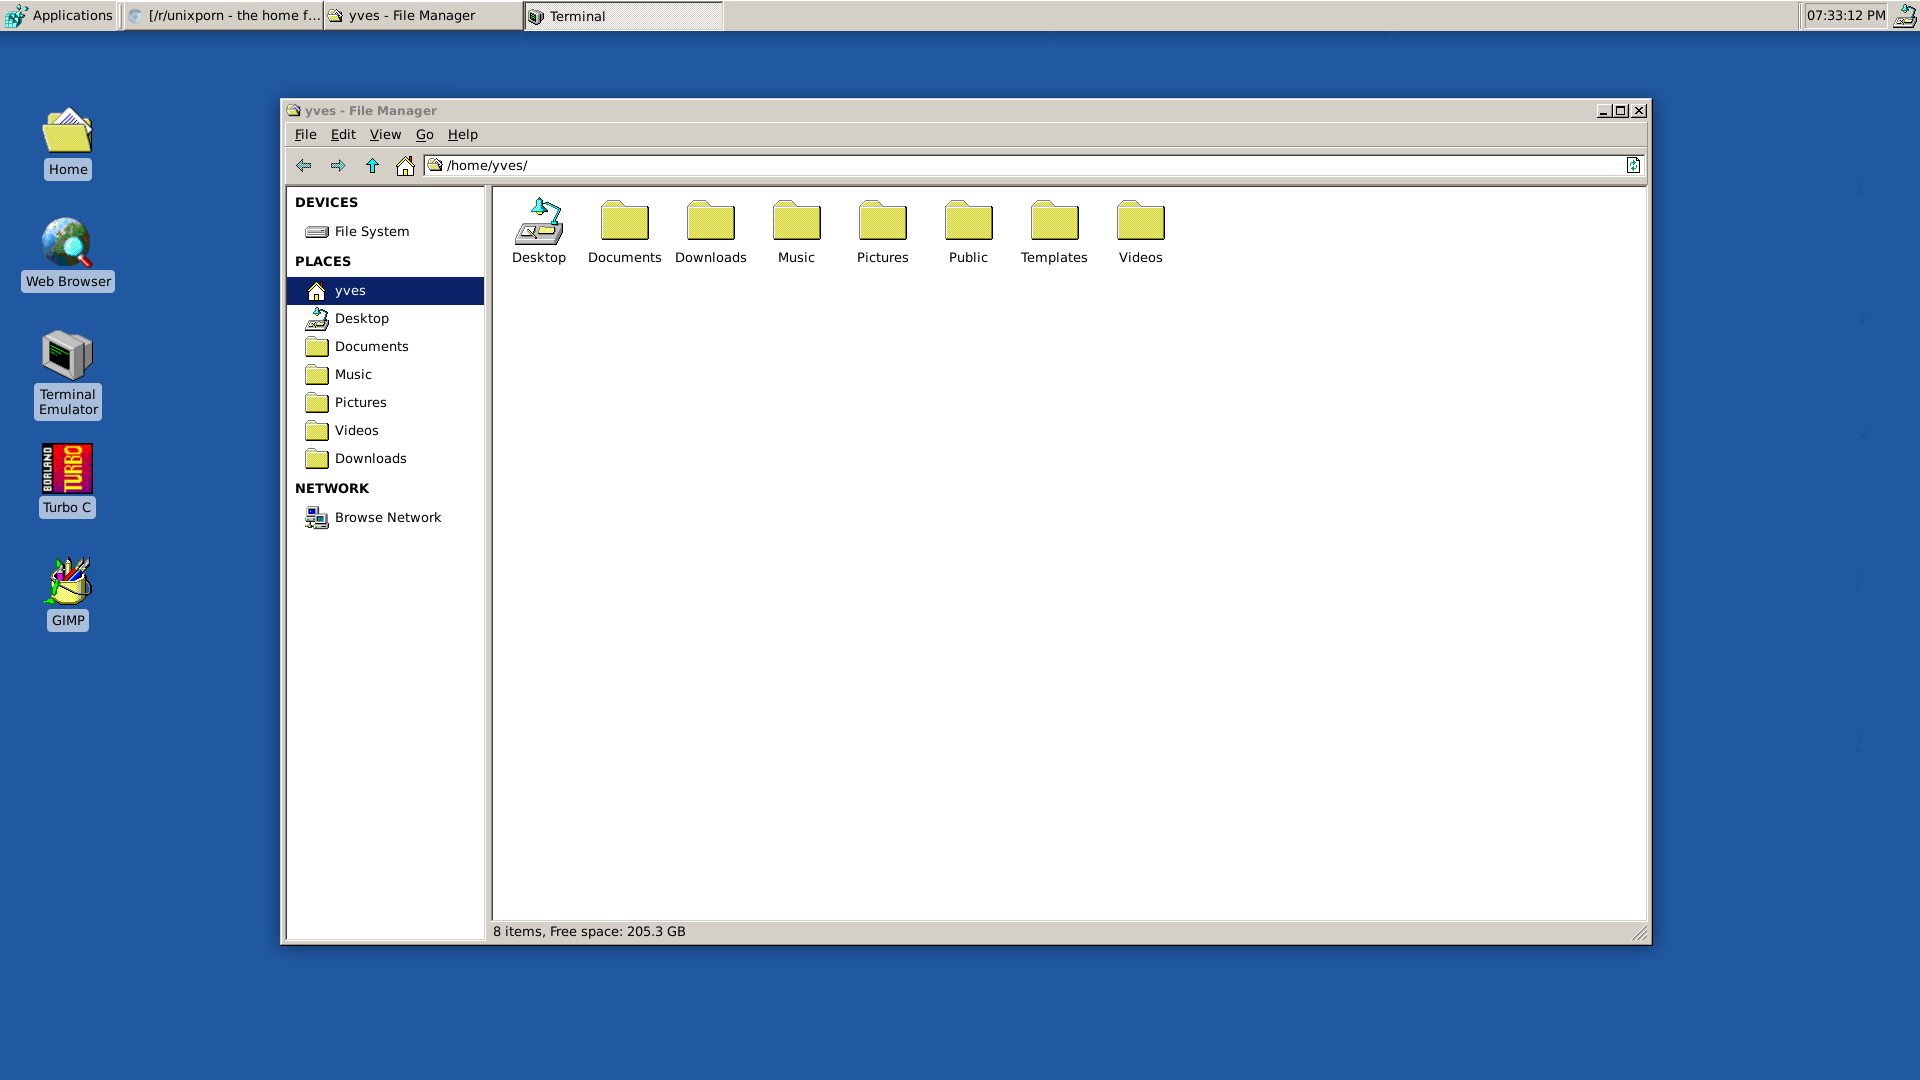 Applications
[/r/unixporn - the home f...
yves - File Manager
Terminal
07:33:12 PM
Home
Web Browser
Terminal
Emulator
BORLAND
TURBO
Turbo C
GIMP
yves - File Manager
File Edit View Go Help
/home/yves/
DEVICES
File System
PLACES
yves
Desktop
Documents
Music
Pictures
Videos
Downloads
NETWORK
Browse Network
Desktop Documents Downloads Music Pictures Public Templates Videos
8 items, Free space: 205.3 GB